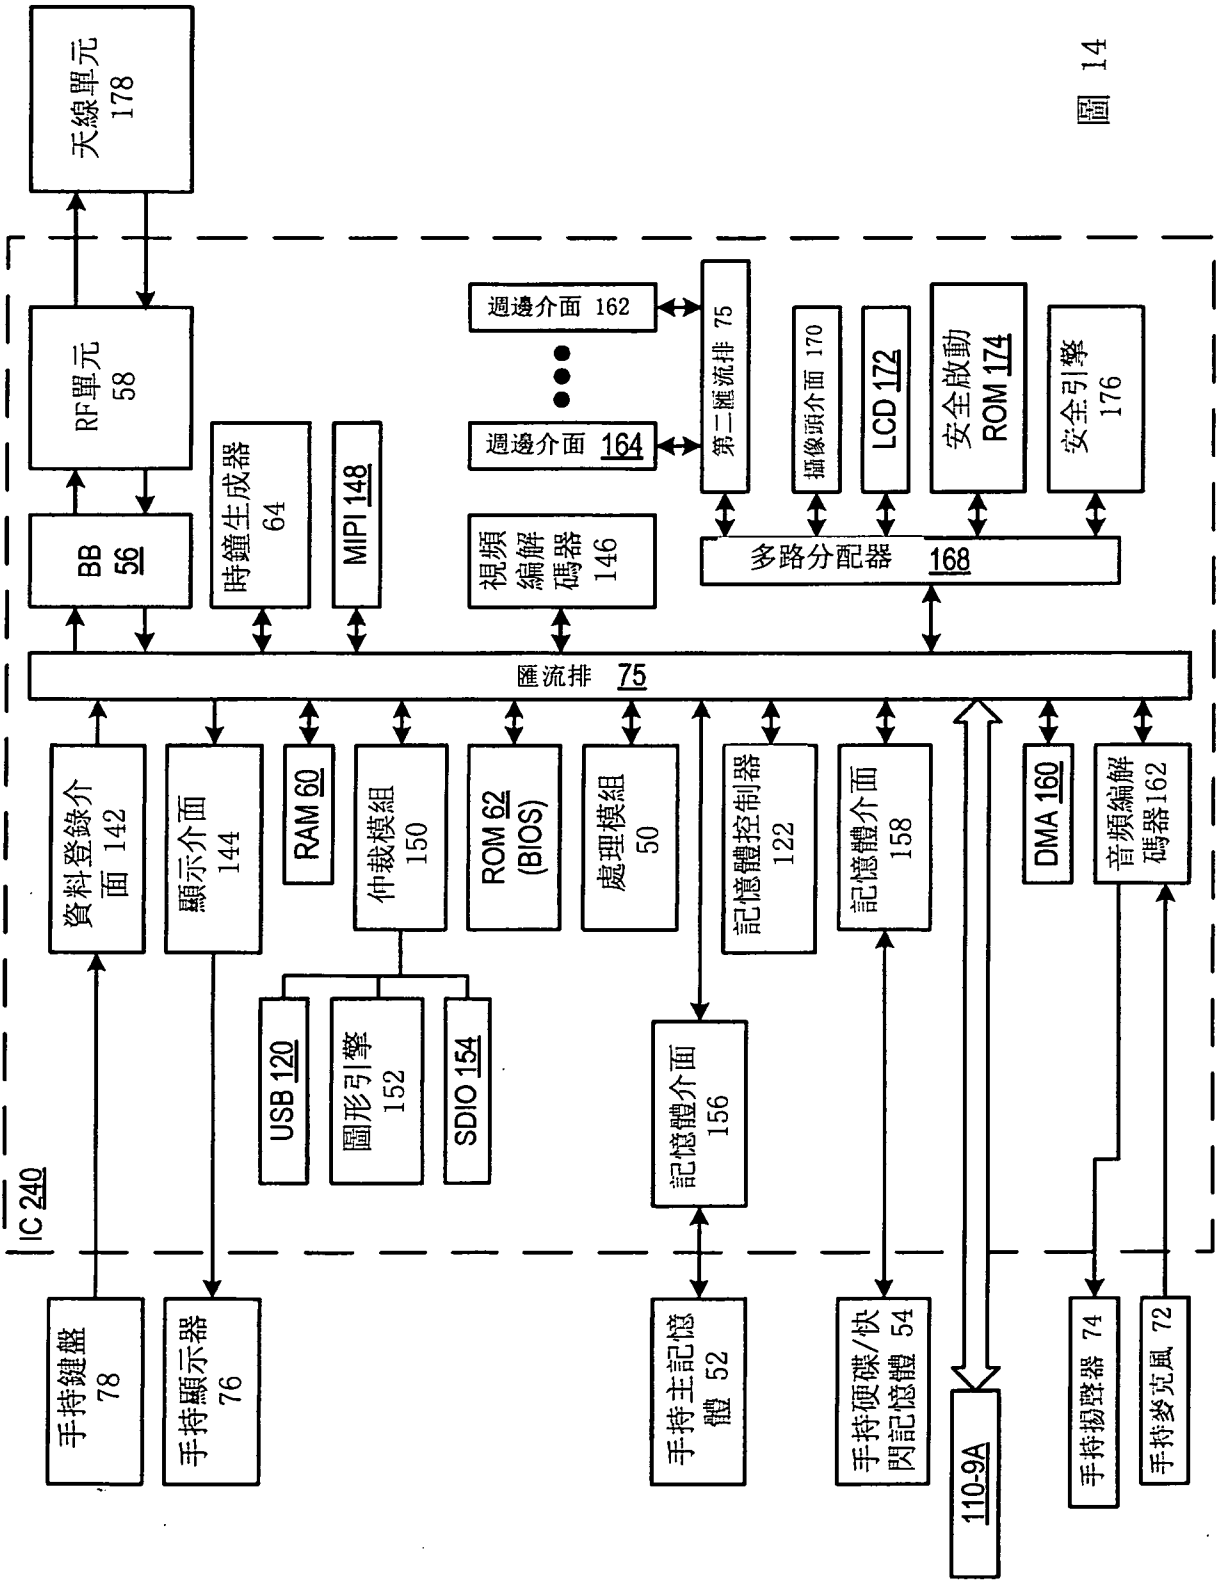 天線單元
178
RF單元
58
BB
56
時鐘生成器
64
MIPI 148
視頻
編解
碼器
146
週邊介面 162
週邊介面 164
第二匯流排 75
攝像頭介面 170
LCD 172
安全啟動
ROM 174
安全引擎
176
多路分配器 168
匯流排 75
資料登錄介
面 142
顯示介面
144
RAM 60
仲裁模組
150
ROM 62
(BIOS)
處理模組
50
記憶體控制器
122
記憶體介面
158
DMA 160
音頻編解
碼器162
USB 120
圖形引擎
152
SDIO 154
記憶體介面
156
IC 240
手持鍵盤
78
手持顯示器
76
手持主記憶
體 52
手持硬碟/快
閃記憶體 54
110-9A
手持揚聲器 74
手持麥克風 72
圖 14